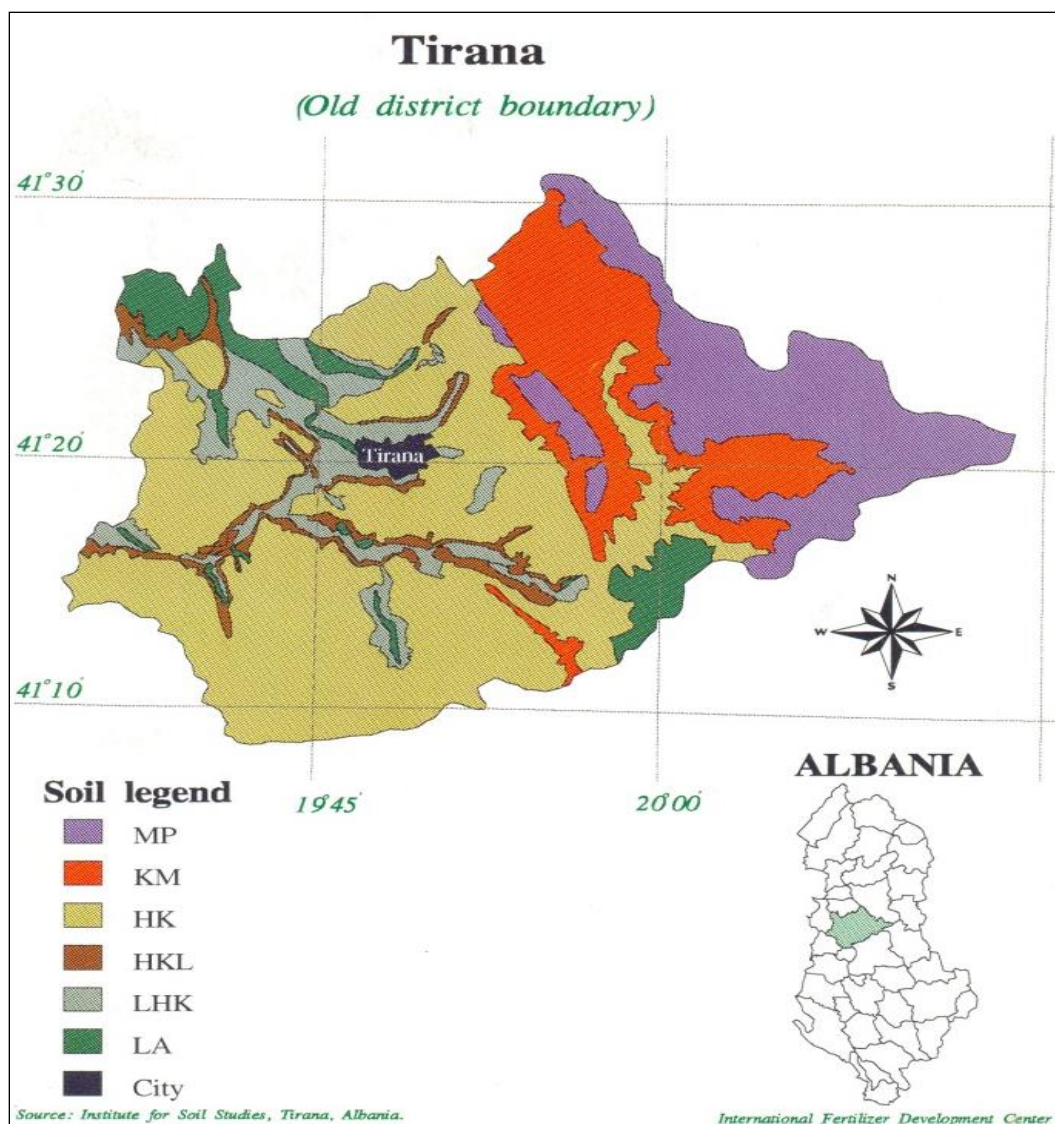 Tirana
(Old district boundary)
41°30'
41°20'
Tirana
N
W E
S
41°10'
Soil legend
19°45'
20°00'
ALBANIA
MP
KM
HK
HKL
LHK
LA
City
Source: Institute for Soil Studies, Tirana, Albania.
International Fertilizer Development Center